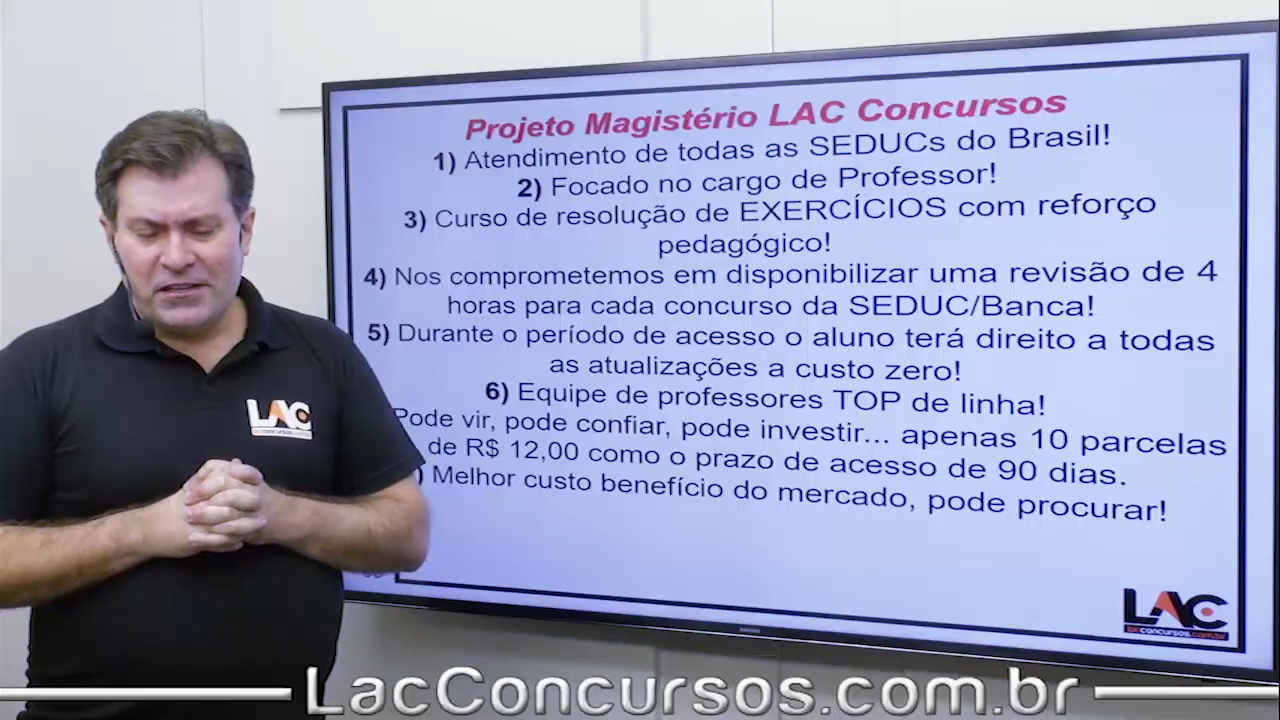 Projeto Magistério LAC Concursos
1) Atendimento de todas as SEDUCs do Brasil!
2) Focado no cargo de Professor!
3) Curso de resolução de EXERCÍCIOS com reforço
pedagógico!
4) Nos comprometemos em disponibilizar uma revisão de 4
horas para cada concurso da SEDUC/Banca!
5) Durante o período de acesso o aluno terá direito a todas
as atualizações a custo zero!
6) Equipe de professores TOP de linha!
Pode vir, pode confiar, pode investir... apenas 10 parcelas
de R$ 12,00 como o prazo de acesso de 90 dias.
) Melhor custo benefício do mercado, pode procurar!
LAC
LAC
lacconcursos.com.br
LacConcursos.com.br